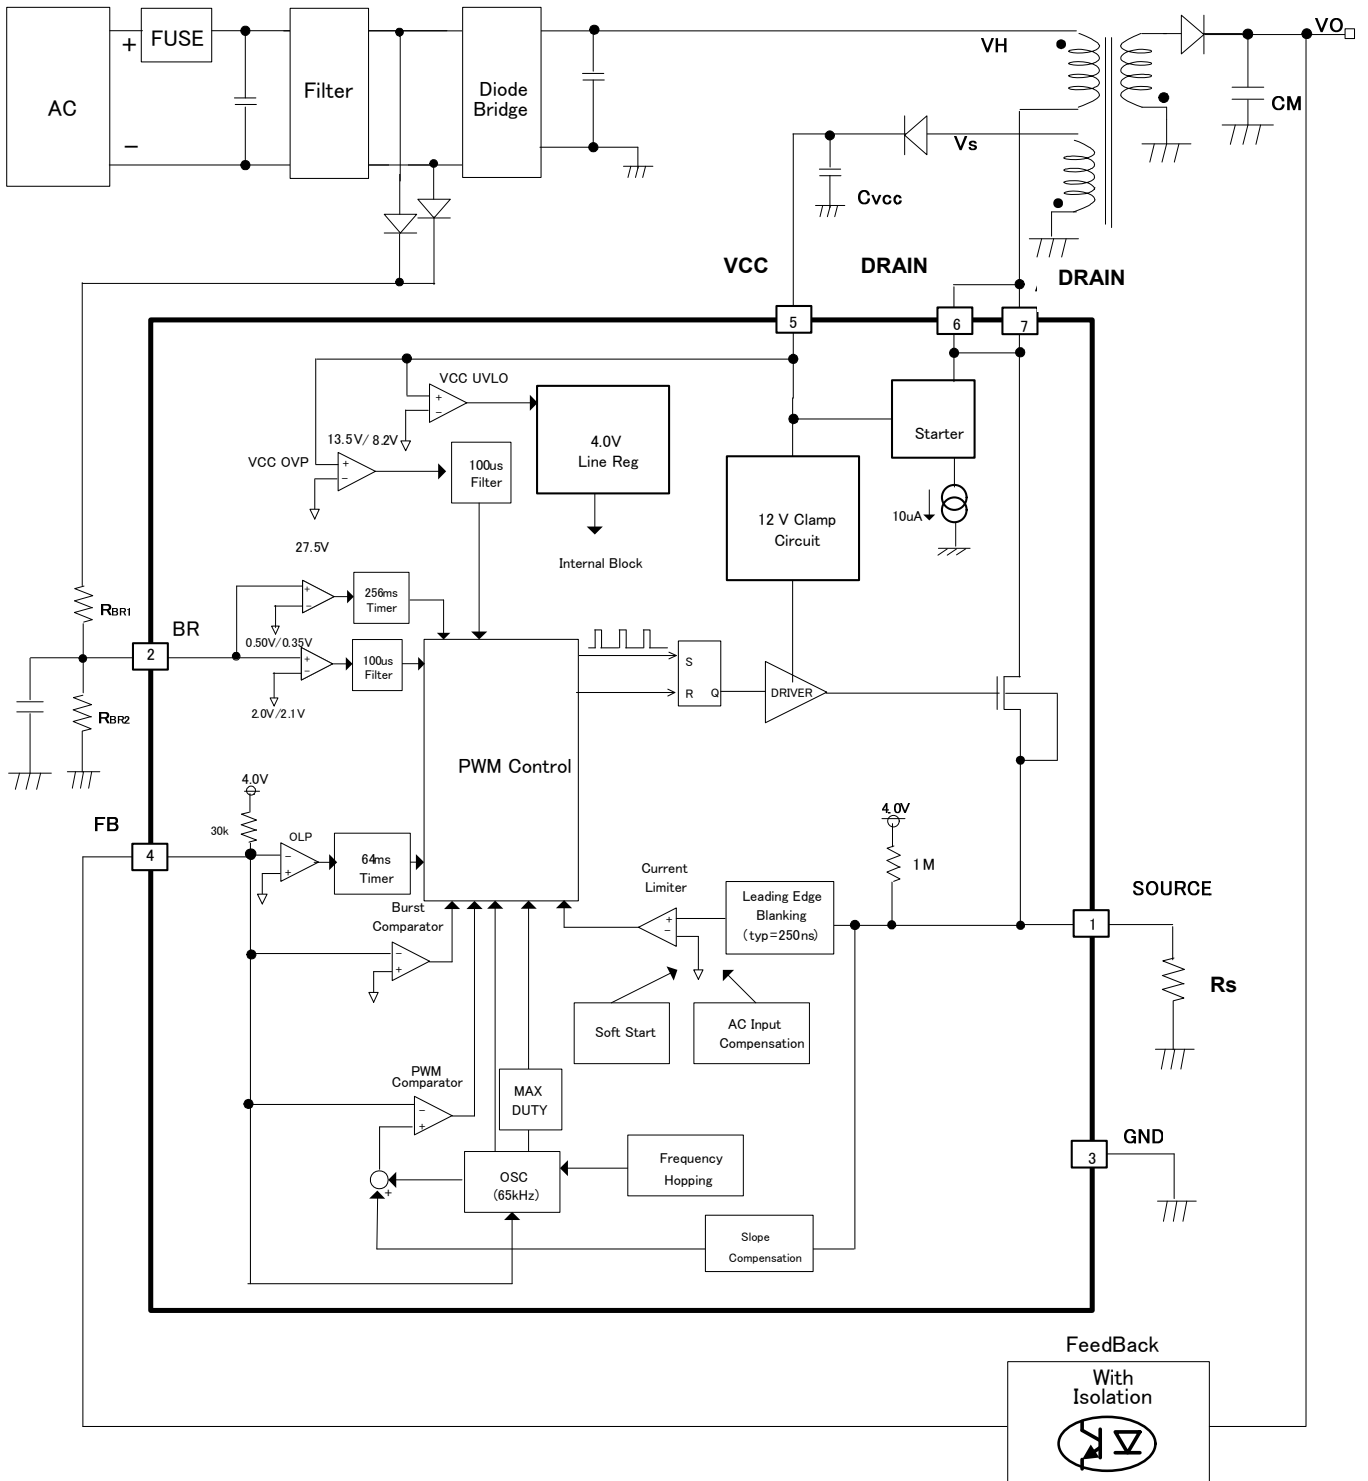 VO
FUSE
+
VH
AC
Filter
Diode
Bridge
CM
−
Vs
Cvcc
VCC
DRAIN
DRAIN
5
6
7
VCC UVLO
+
−
13.5V/ 8.2V
4.0V
Line Reg
Starter
VCC OVP
+
−
100us
Filter
10uA
12 V Clamp
Circuit
27.5V
Internal Block
RBR1
+
−
256ms
Timer
BR
2
0.50V/0.35V
+
−
100us
Filter
S
R
Q
DRIVER
RBR2
2.0V/2.1V
PWM Control
4.0V
FB
30k
OLP
4.0V
4
−
+
64ms
Timer
1M
Current
Limiter
SOURCE
Burst
Comparator
+
−
Leading Edge
Blanking
(typ=250ns)
1
−
+
Rs
Soft Start
AC Input
Compensation
PWM
Comparator
MAX
DUTY
−
+
GND
3
Frequency
Hopping
OSC
(65kHz)
+
Slope
Compensation
FeedBack
With
Isolation